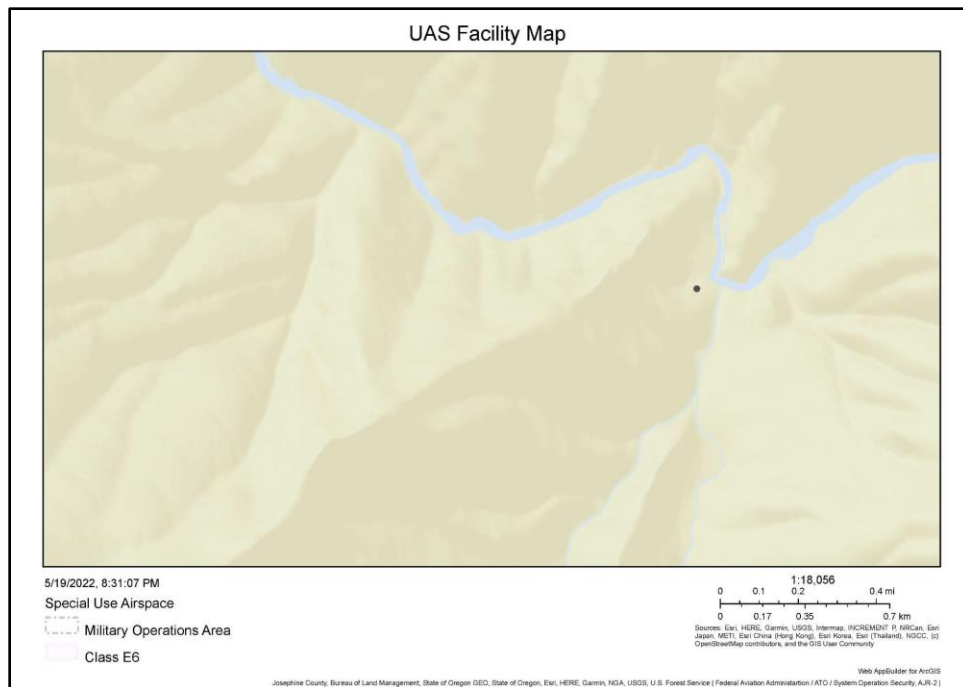 UAS Facility Map
5/19/2022, 8:31:07 PM
Special Use Airspace
Military Operations Area
Class E6
1:18,056
0 0.1 0.2 0.4 mi
0 0.17 0.35 0.7 km
Sources: Esri, HERE, Garmin, USGS, Intermap, INCREMENT P, NRCan, Esri
Japan, METI, Esri China (Hong Kong), Esri Korea, Esri (Thailand), NGCC, (c)
OpenStreetMap contributors, and the GIS User Community
Web AppBuilder for ArcGIS
Josephine County, Bureau of Land Management, State of Oregon GEO, State of Oregon, Esri, HERE, Garmin, NGA, USGS, U.S. Forest Service | Federal Aviation Administartion / ATO / System Operation Security, AJR-2 |